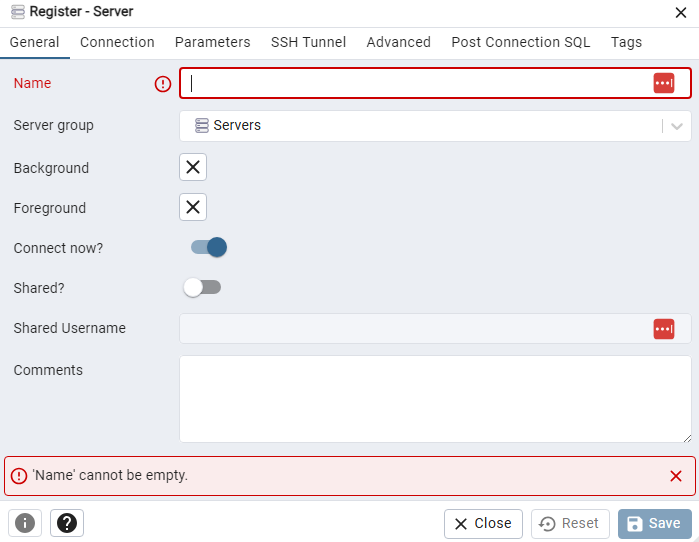 Register - Server
General Connection Parameters SSH Tunnel Advanced Post Connection SQL Tags
Name
Server group Servers
Background
Foreground
Connect now?
Shared?
Shared Username
Comments
'Name' cannot be empty.
Close Reset Save